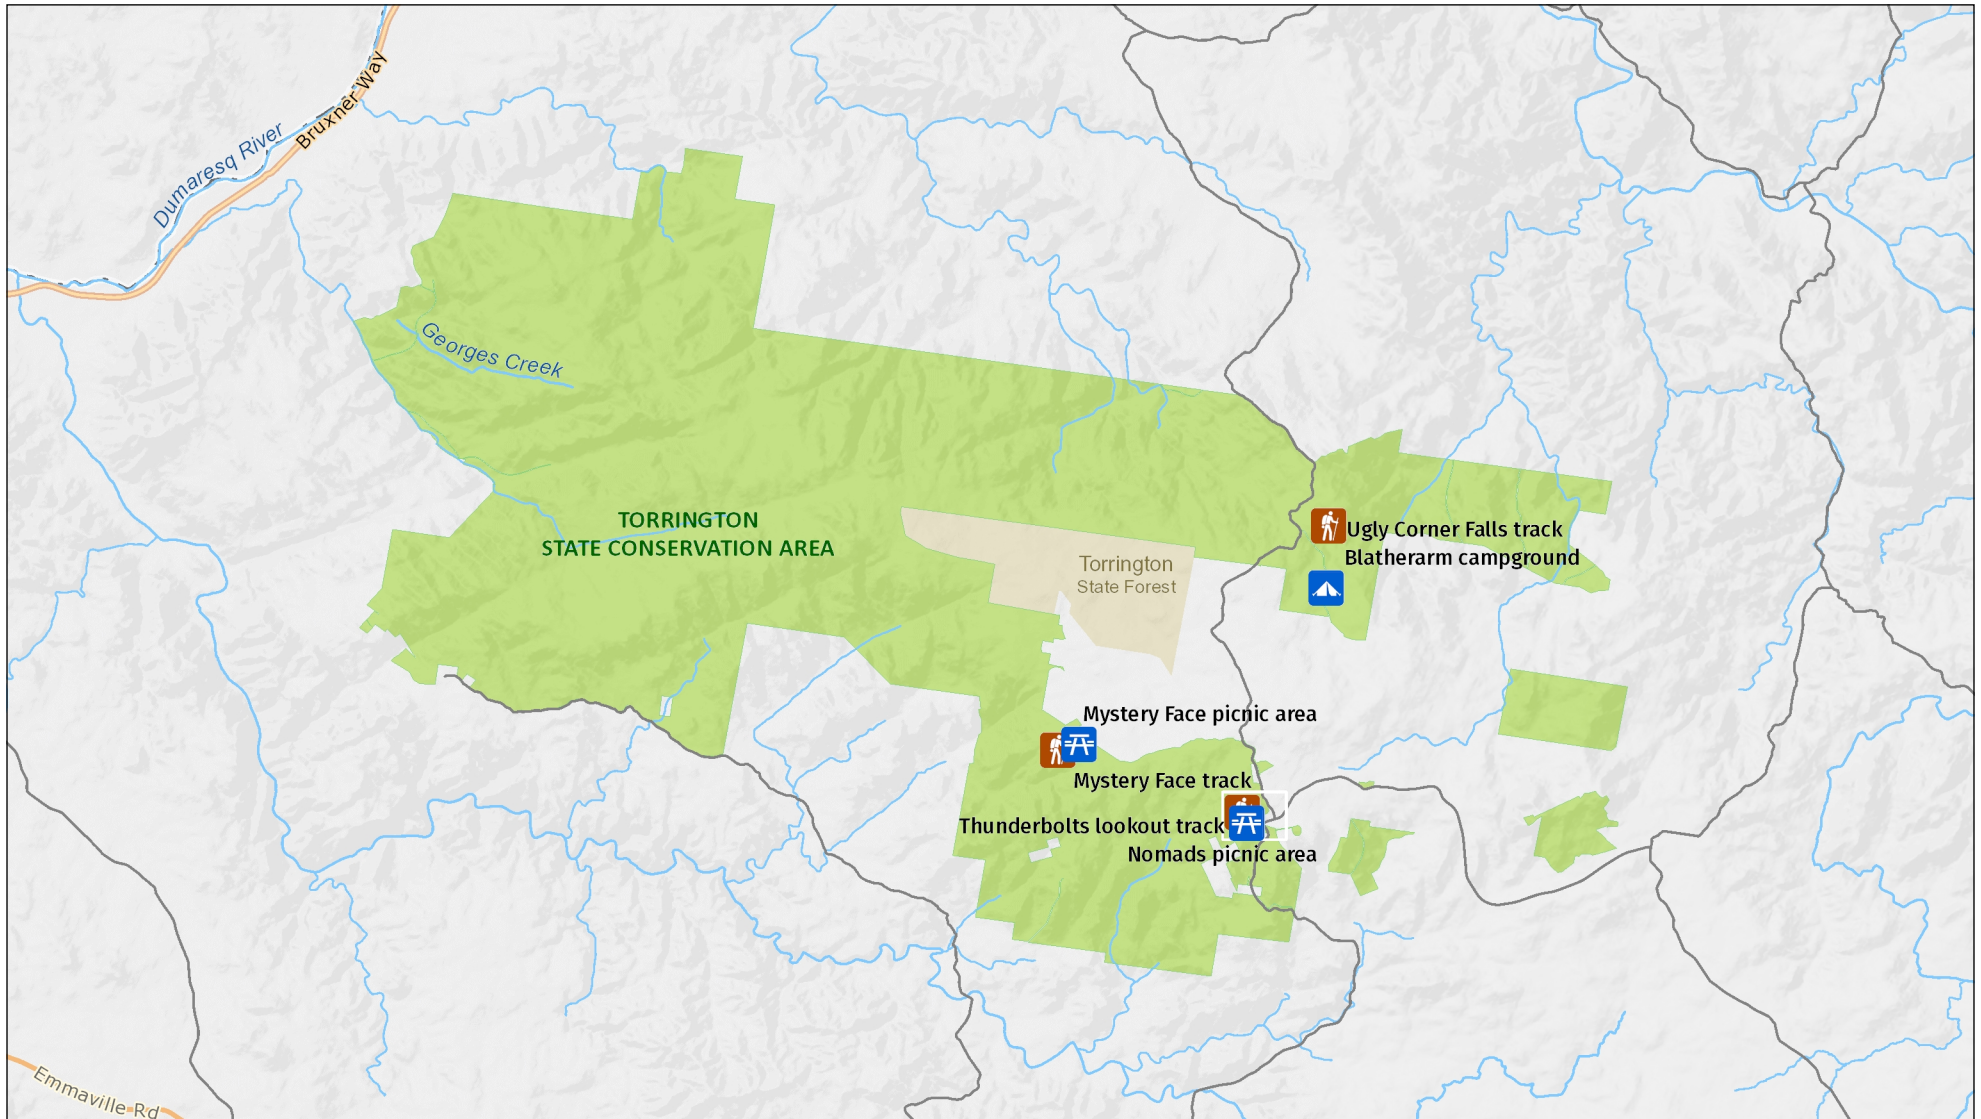 Bruxner Way
Dumaresq River
Georges Creek
TORRINGTON
STATE CONSERVATION AREA
Torrington
State Forest
Ugly Corner Falls track
Blatherarm campground
Mystery Face picnic area
Mystery Face track
Thunderbolts lookout track
Nomads picnic area
Emmaville Rd